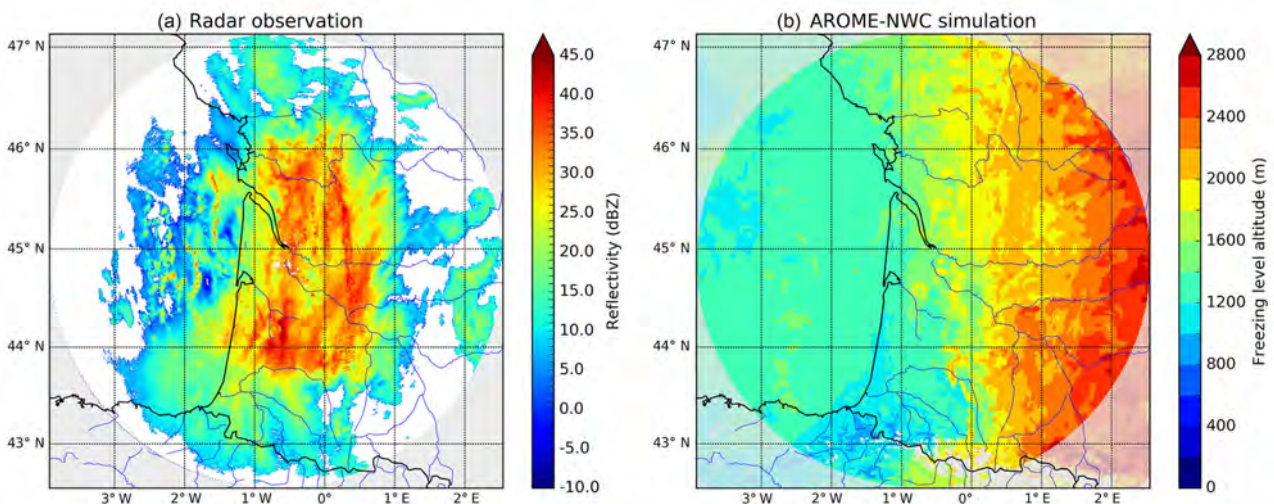 (a) Radar observation
47° N
46° N
45° N
44° N
43° N
3° W 2° W 1° W 0° 1° E 2° E
45.0
40.0
35.0
30.0
25.0
20.0
15.0
10.0
5.0
0.0
-5.0
-10.0
Reflectivity (dBZ)
(b) AROME-NWC simulation
47° N
46° N
45° N
44° N
43° N
3° W 2° W 1° W 0° 1° E 2° E
2800
2400
2000
1600
1200
800
400
0
Freezing level altitude (m)